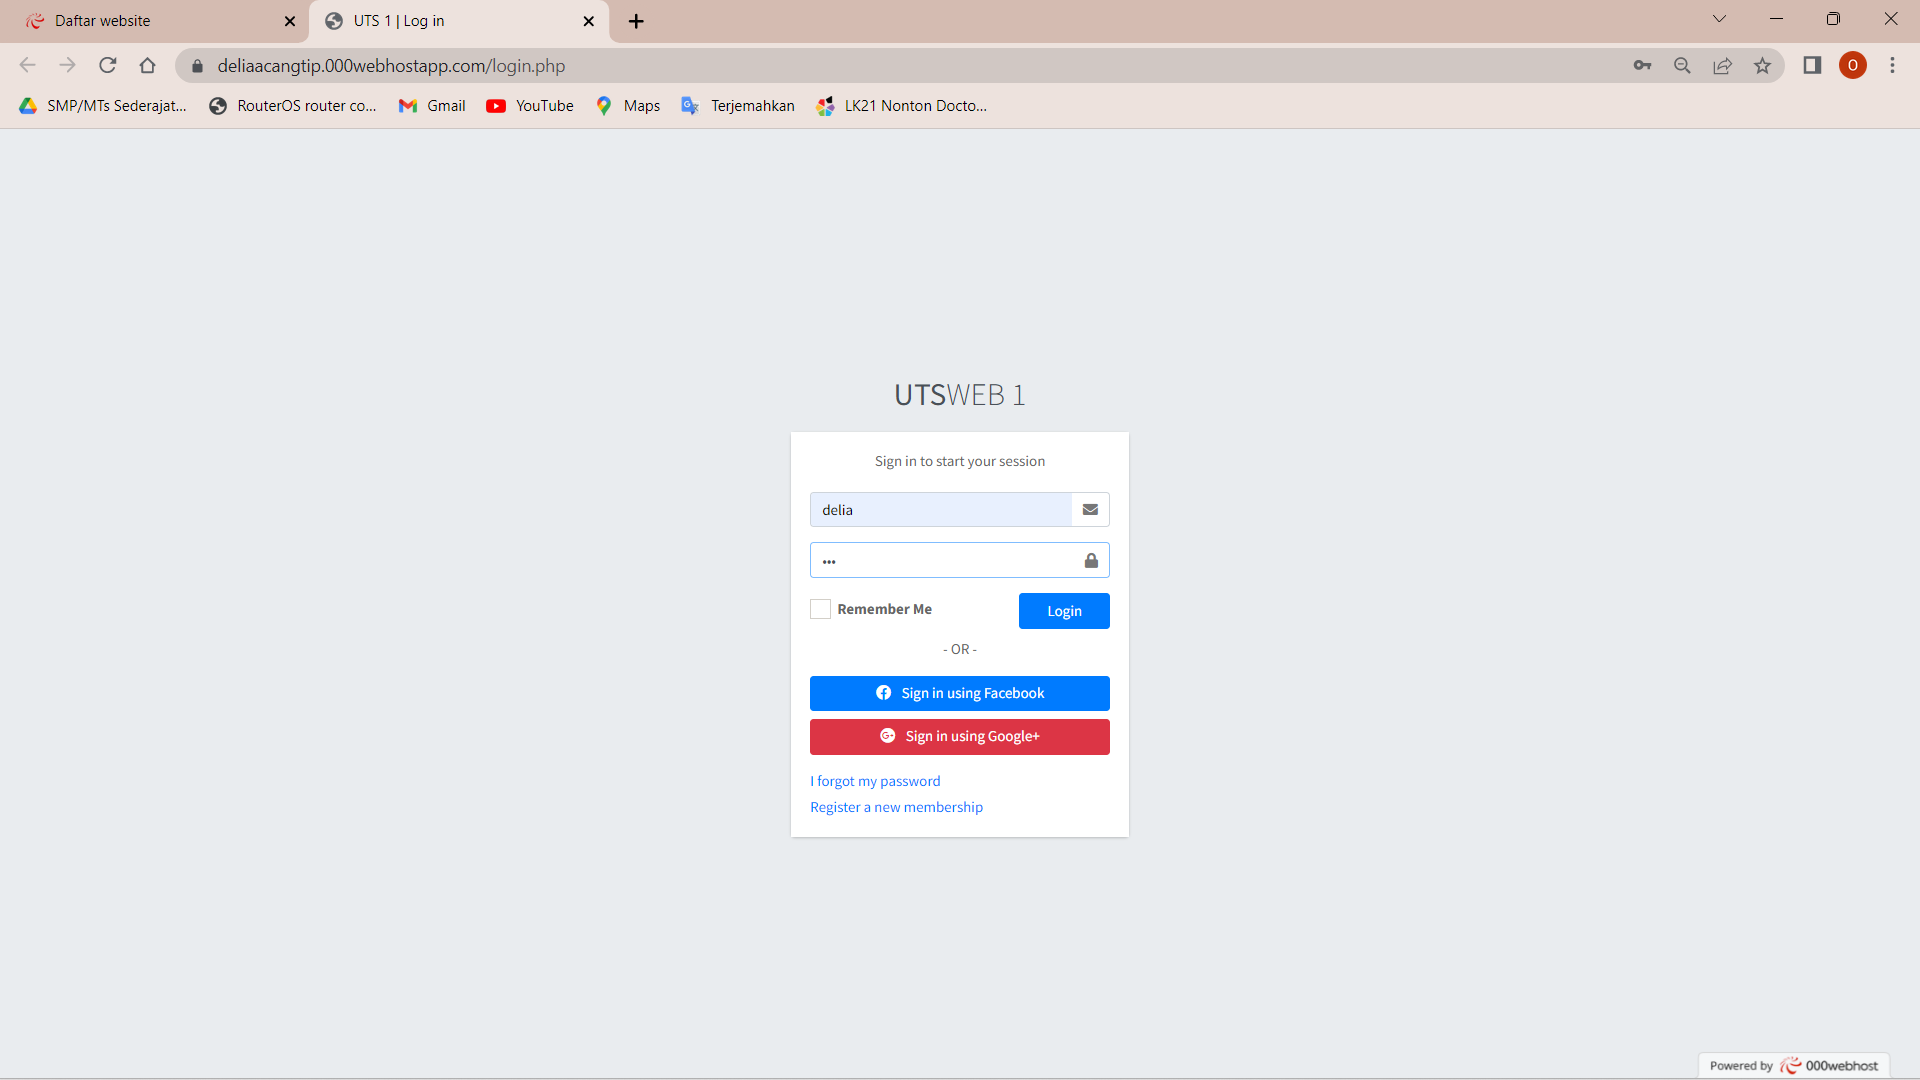 Daftar website
UTS 1 | Log in
deliaacangtip.000webhostapp.com/login.php
O
SMP/MTs Sederajat...
RouterOS router co...
Gmail
YouTube
Maps
Terjemahkan
LK21 Nonton Docto...
UTSWEB 1
Sign in to start your session
delia
•••
Remember Me
Login
- OR -
Sign in using Facebook
Sign in using Google+
I forgot my password
Register a new membership
Powered by 000webhost